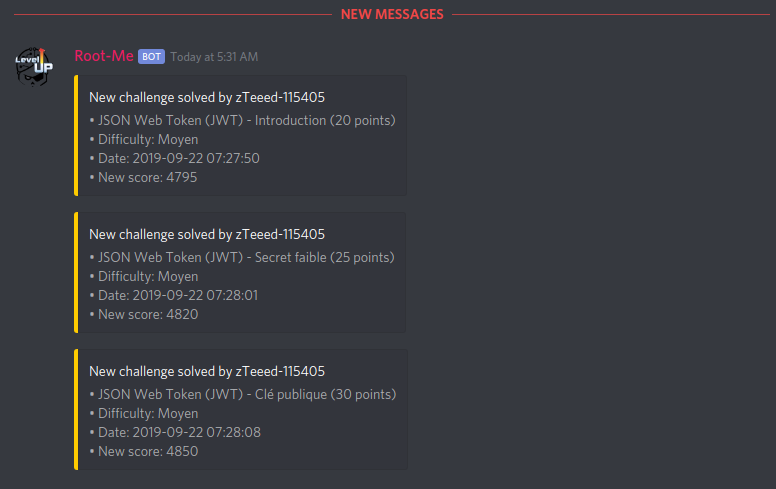 NEW MESSAGES
Level UP
Root-Me BOT Today at 5:31 AM
New challenge solved by zTeeed-115405
• JSON Web Token (JWT) - Introduction (20 points)
• Difficulty: Moyen
• Date: 2019-09-22 07:27:50
• New score: 4795
New challenge solved by zTeeed-115405
• JSON Web Token (JWT) - Secret faible (25 points)
• Difficulty: Moyen
• Date: 2019-09-22 07:28:01
• New score: 4820
New challenge solved by zTeeed-115405
• JSON Web Token (JWT) - Clé publique (30 points)
• Difficulty: Moyen
• Date: 2019-09-22 07:28:08
• New score: 4850